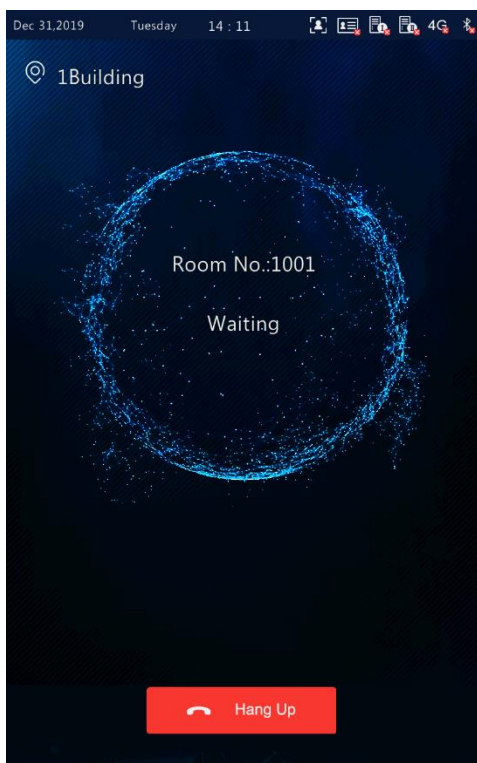 Dec 31,2019 Tuesday 14 : 11 4G
1Building
Room No.:1001
Waiting
Hang Up